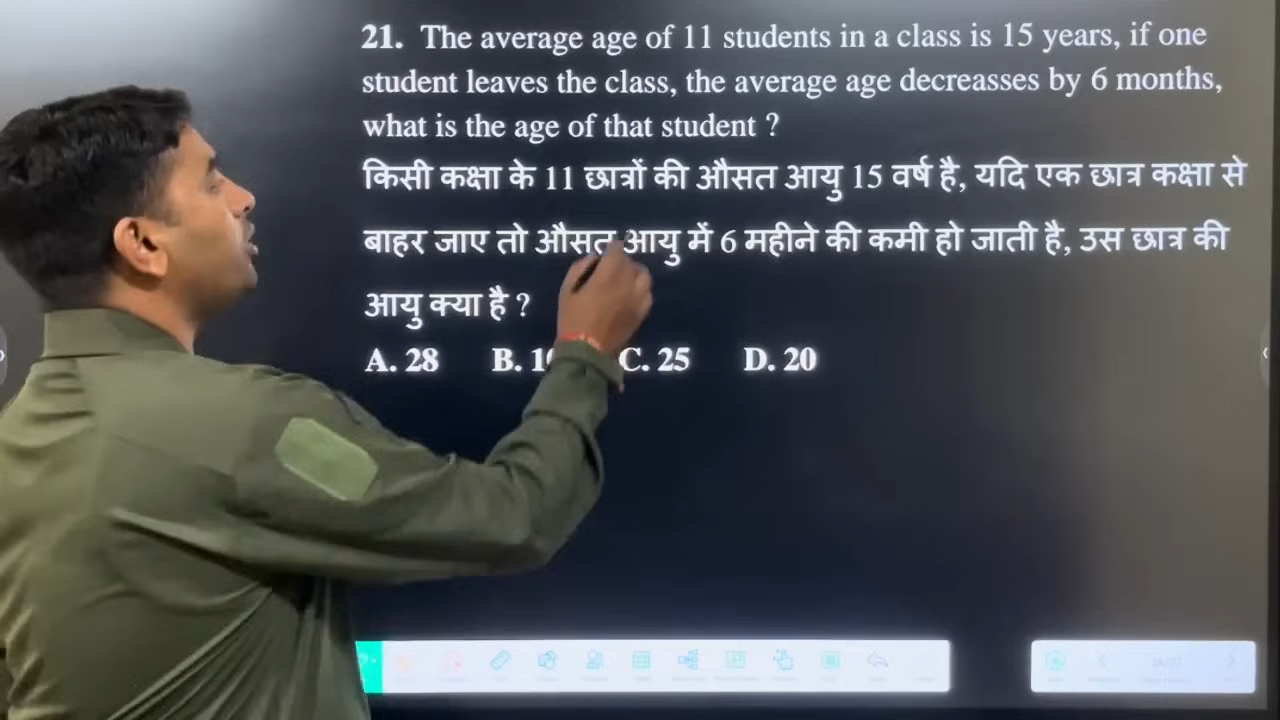 21. The average age of 11 students in a class is 15 years, if one
student leaves the class, the average age decreasses by 6 months,
what is the age of that student ?
किसी कक्षा के 11 छात्रों की औसत आयु 15 वर्ष है, यदि एक छात्र कक्षा से
बाहर जाए तो औसत आयु में 6 महीने की कमी हो जाती है, उस छात्र की
आयु क्या है ?
A. 28 B. C. 25 D. 20